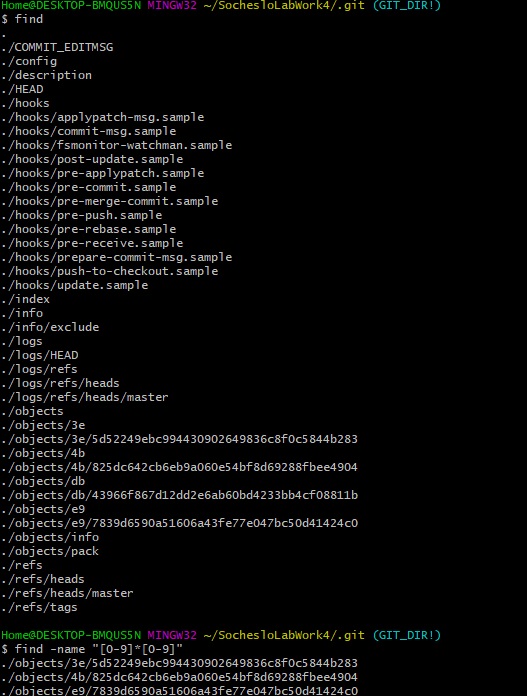 Home@DESKTOP-BMQUS5N MINGW32 ~/SochesloLabWork4/.git (GIT_DIR!)
$ find
.
./COMMIT_EDITMSG
./config
./description
./HEAD
./hooks
./hooks/applypatch-msg.sample
./hooks/commit-msg.sample
./hooks/fsmonitor-watchman.sample
./hooks/post-update.sample
./hooks/pre-applypatch.sample
./hooks/pre-commit.sample
./hooks/pre-merge-commit.sample
./hooks/pre-push.sample
./hooks/pre-rebase.sample
./hooks/pre-receive.sample
./hooks/prepare-commit-msg.sample
./hooks/push-to-checkout.sample
./hooks/update.sample
./index
./info
./info/exclude
./logs
./logs/HEAD
./logs/refs
./logs/refs/heads
./logs/refs/heads/master
./objects
./objects/3e
./objects/3e/5d52249ebc994430902649836c8f0c5844b283
./objects/4b
./objects/4b/825dc642cb6eb9a060e54bf8d69288fbee4904
./objects/db
./objects/db/43966f867d12dd2e6ab60bd4233bb4cf08811b
./objects/e9
./objects/e9/7839d6590a51606a43fe77e047bc50d41424c0
./objects/info
./objects/pack
./refs
./refs/heads
./refs/heads/master
./refs/tags
Home@DESKTOP-BMQUS5N MINGW32 ~/SochesloLabWork4/.git (GIT_DIR!)
$ find -name "[0-9]*[0-9]"
./objects/3e/5d52249ebc994430902649836c8f0c5844b283
./objects/4b/825dc642cb6eb9a060e54bf8d69288fbee4904
./objects/e9/7839d6590a51606a43fe77e047bc50d41424c0